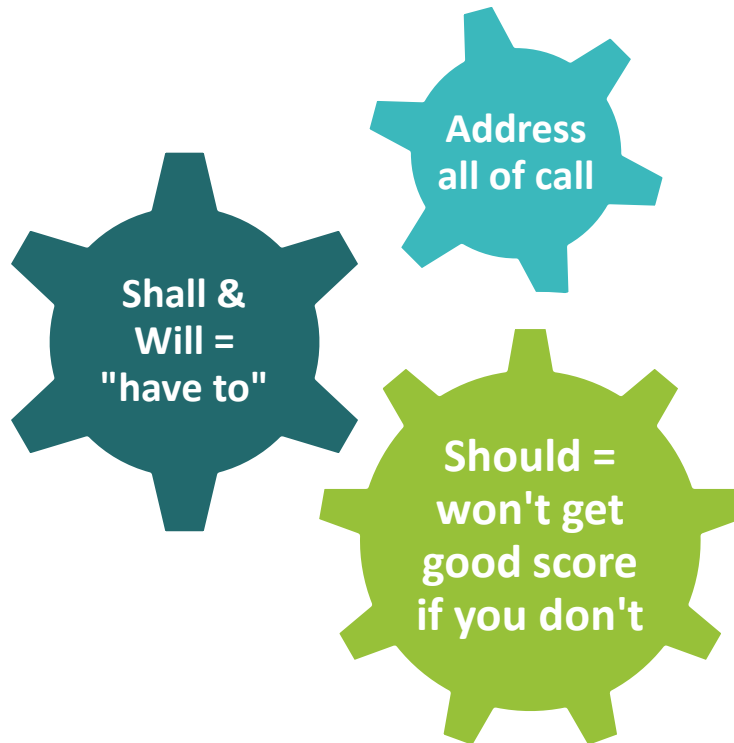 Address
all of call
Shall &
Will =
"have to"
Should =
won't get
good score
if you don't